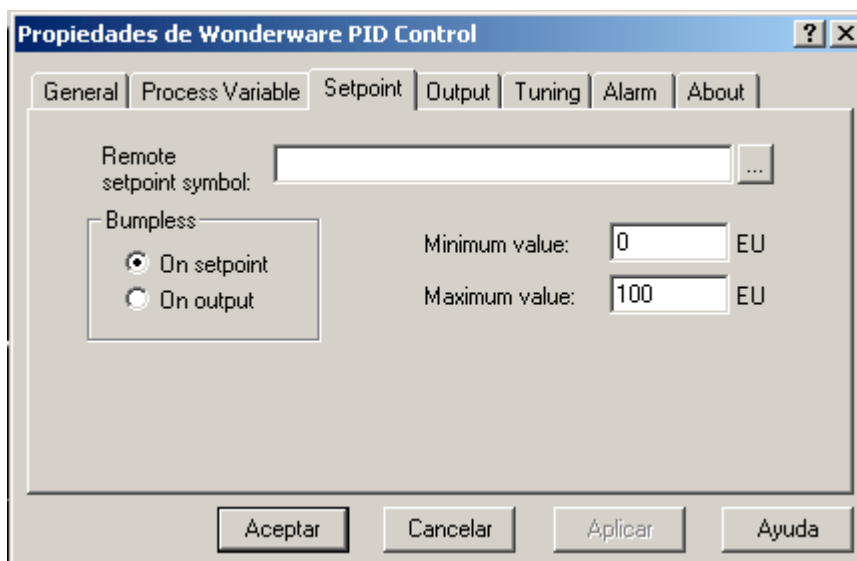 Propiedades de Wonderware PID Control
General Process Variable Setpoint Output Tuning Alarm About
Remote
setpoint symbol: ...
Bumpless
On setpoint
On output
Minimum value: 0 EU
Maximum value: 100 EU
Aceptar Cancelar Aplicar Ayuda